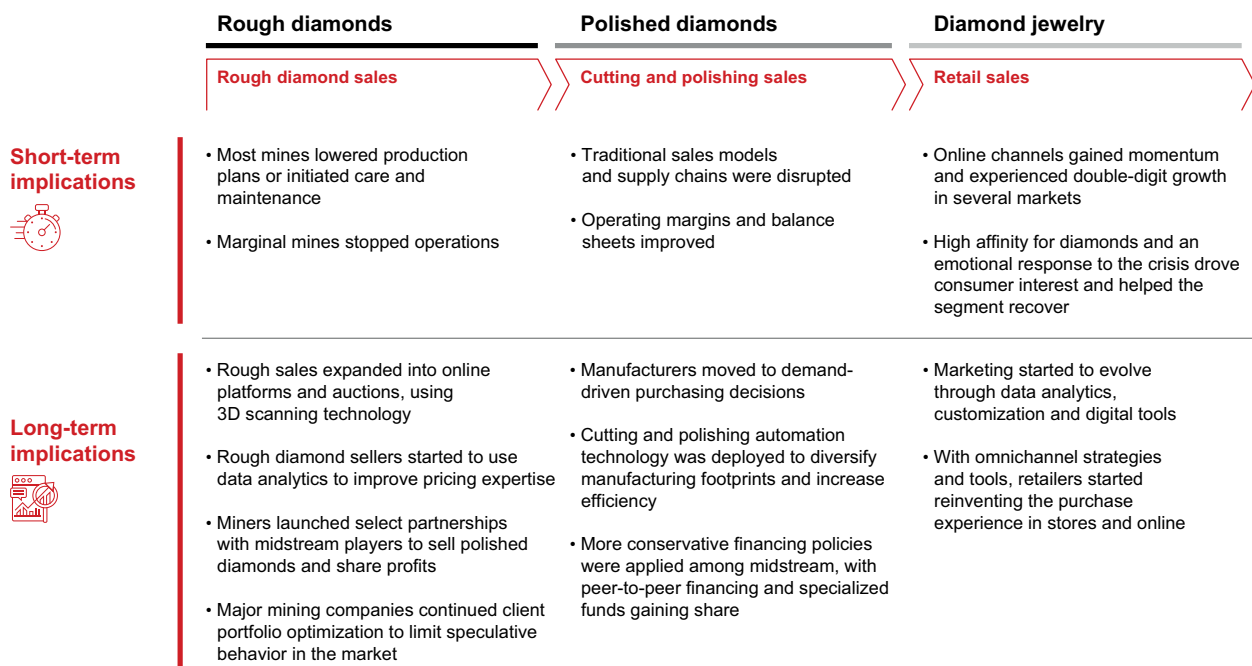 Rough diamonds
Polished diamonds
Diamond jewelry
Rough diamond sales
Cutting and polishing sales
Retail sales
Short-term
implications
• Most mines lowered production
plans or initiated care and
maintenance
• Marginal mines stopped operations
• Traditional sales models
and supply chains were disrupted
• Operating margins and balance
sheets improved
• Online channels gained momentum
and experienced double-digit growth
in several markets
• High affinity for diamonds and an
emotional response to the crisis drove
consumer interest and helped the
segment recover
Long-term
implications
• Rough sales expanded into online
platforms and auctions, using
3D scanning technology
• Rough diamond sellers started to use
data analytics to improve pricing expertise
• Miners launched select partnerships
with midstream players to sell polished
diamonds and share profits
• Major mining companies continued client
portfolio optimization to limit speculative
behavior in the market
• Manufacturers moved to demand-
driven purchasing decisions
• Cutting and polishing automation
technology was deployed to diversify
manufacturing footprints and increase
efficiency
• More conservative financing policies
were applied among midstream, with
peer-to-peer financing and specialized
funds gaining share
• Marketing started to evolve
through data analytics,
customization and digital tools
• With omnichannel strategies
and tools, retailers started
reinventing the purchase
experience in stores and online